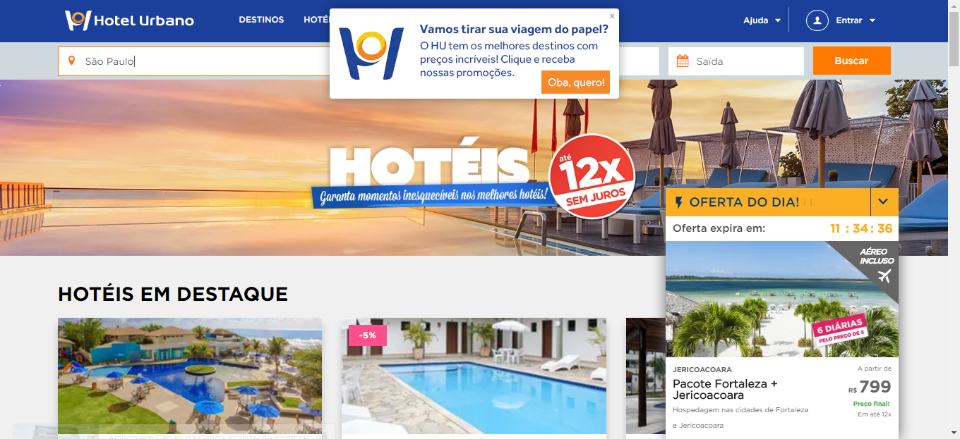 Hotel Urbano
DESTINOS
HOTÉ
Ajuda
Entrar
x
Vamos tirar sua viagem do papel?
O HU tem os melhores destinos com
preços incríveis! Clique e receba
nossas promoções.
Oba, quero!
São Paulo
Saída
Buscar
HOTÉIS
Garanta momentos inesquecíveis nos melhores hotéis!
até
12x
SEM JUROS
OFERTA DO DIA!
Oferta expira em:
11 : 34 : 36
AÉREO
INCLUSO
6 DIÁRIAS
PELO PREÇO DE 5
HOTÉIS EM DESTAQUE
-5%
JERICOACOARA
A partir de
Pacote Fortaleza +
Jericoacoara
R$ 799
Preço final!
Hospedagem nas cidades de Fortaleza
e Jericoacoara
Em até 12x